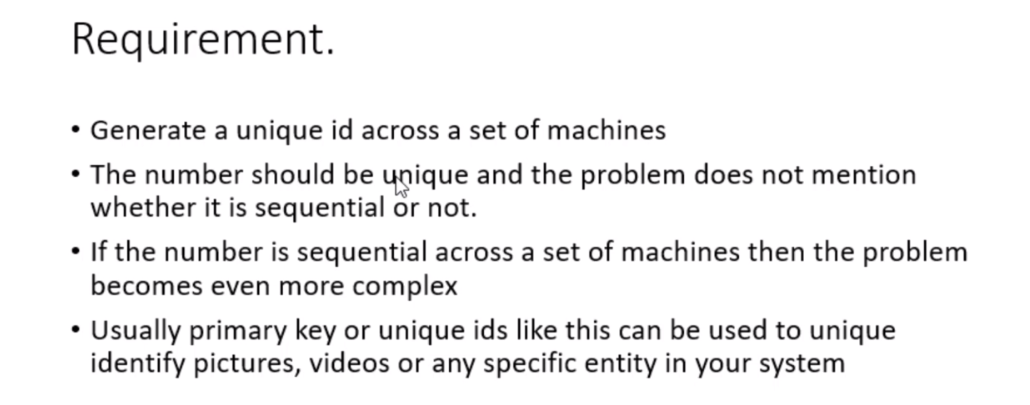 Requirement.
• Generate a unique id across a set of machines
• The number should be unique and the problem does not mention
whether it is sequential or not.
• If the number is sequential across a set of machines then the problem
becomes even more complex
• Usually primary key or unique ids like this can be used to unique
identify pictures, videos or any specific entity in your system